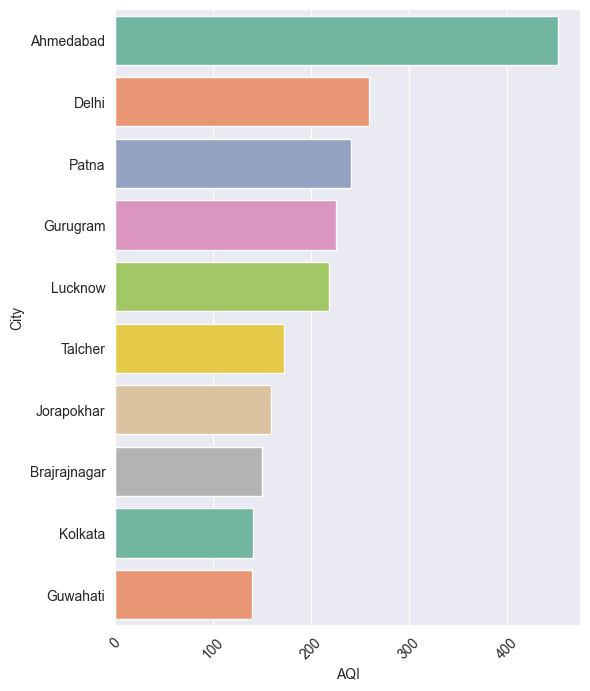 Ahmedabad
Delhi
Patna
Gurugram
Lucknow
City
Talcher
Jorapokhar
Brajrajnagar
Kolkata
Guwahati
0 100 200 300 400
AQI